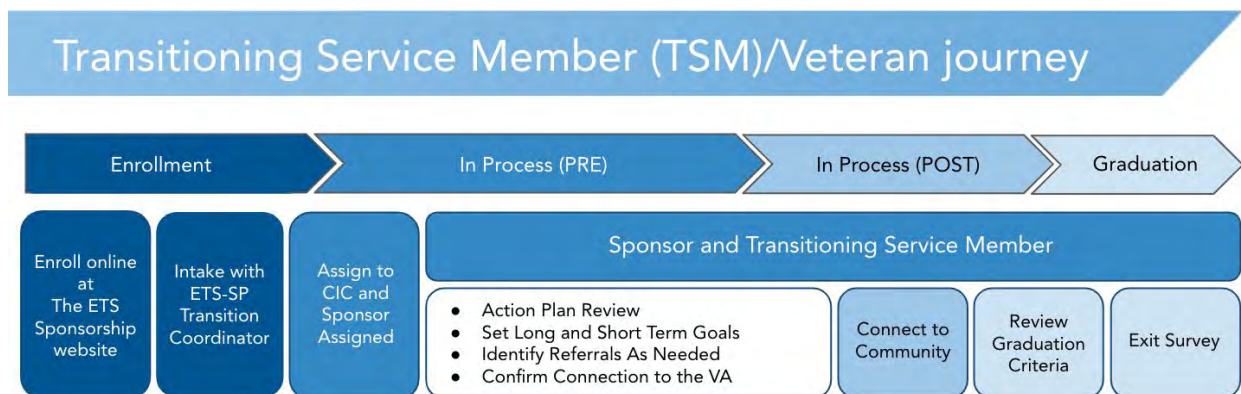 Transitioning Service Member (TSM)/Veteran journey
Enrollment
In Process (PRE)
In Process (POST)
Graduation
Enroll online
at
The ETS
Sponsorship
website
Intake with
ETS-SP
Transition
Coordinator
Assign to
CIC and
Sponsor
Assigned
Sponsor and Transitioning Service Member
● Action Plan Review
● Set Long and Short Term Goals
● Identify Referrals As Needed
● Confirm Connection to the VA
Connect to
Community
Review
Graduation
Criteria
Exit Survey